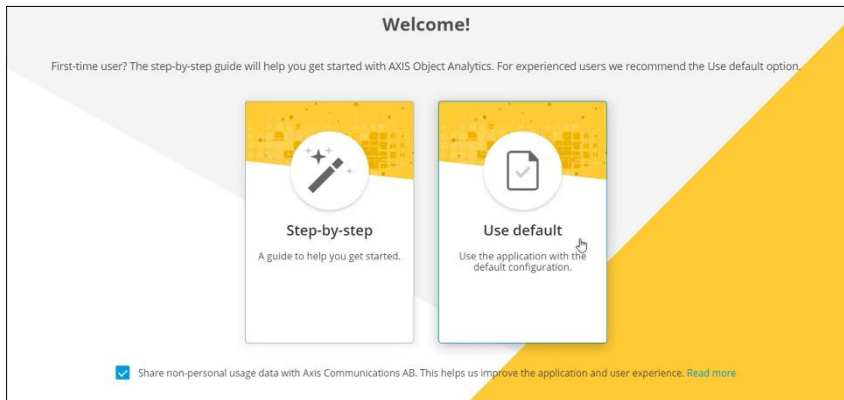 Welcome!
First-time user? The step-by-step guide will help you get started with AXIS Object Analytics. For experienced users we recommend the Use default option.
Step-by-step
A guide to help you get started.
Use default
Use the application with the
default configuration.
Share non-personal usage data with Axis Communications AB. This helps us improve the application and user experience. Read more